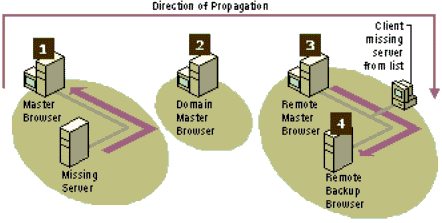 Direction of Propagation
1
2
3
Client
missing
server
from list
Master
Browser
Domain
Master
Browser
Remote
Master
Browser
4
Missing
Server
Remote
Backup
Browser